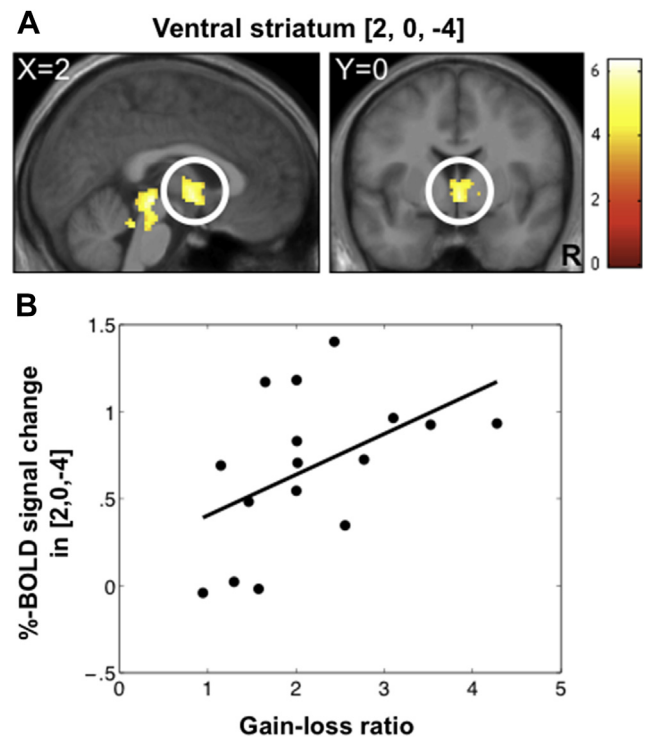 A
Ventral striatum [2, 0, -4]
X=2
Y=0
R
6
4
2
0
B
%-BOLD signal change
in [2,0,-4]
1.5
1
.5
0
-.5
0 1 2 3 4 5
Gain-loss ratio